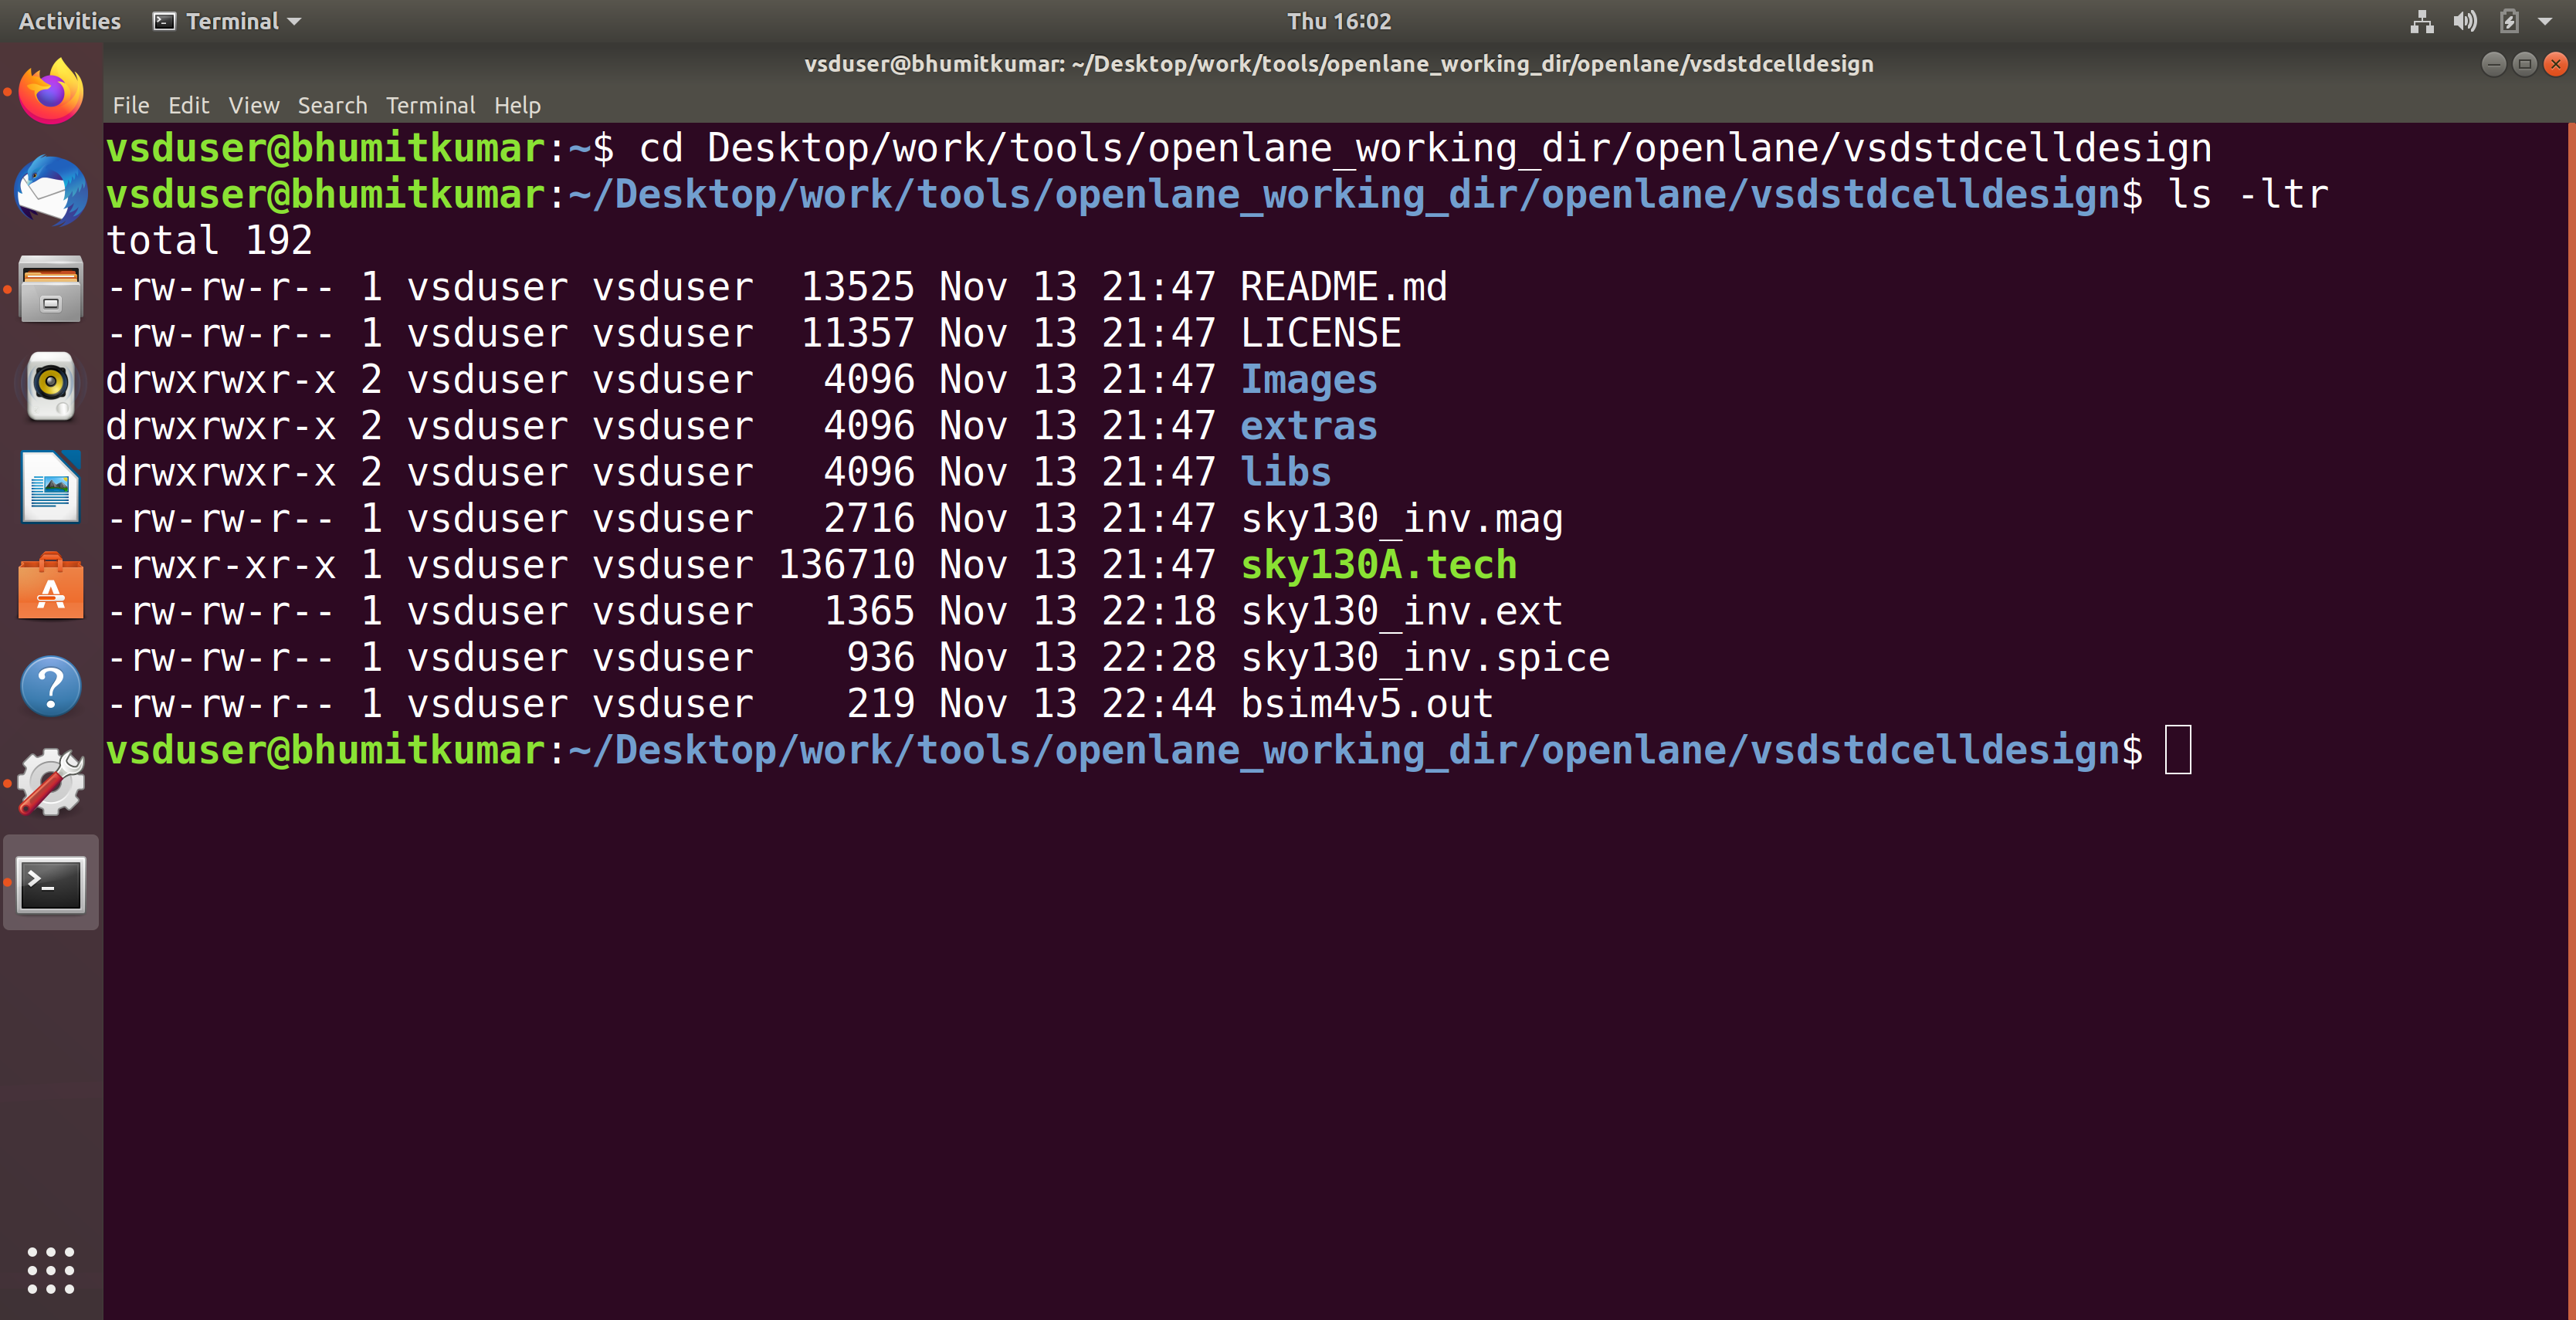 Activities Terminal Thu 16:02
vsduser@bhumitkumar: ~/Desktop/work/tools/openlane_working_dir/openlane/vsdstdcelldesign
File Edit View Search Terminal Help
vsduser@bhumitkumar:~$ cd Desktop/work/tools/openlane_working_dir/openlane/vsdstdcelldesign
vsduser@bhumitkumar:~/Desktop/work/tools/openlane_working_dir/openlane/vsdstdcelldesign$ ls -ltr
total 192
-rw-rw-r-- 1 vsduser vsduser  13525 Nov 13 21:47 README.md
-rw-rw-r-- 1 vsduser vsduser  11357 Nov 13 21:47 LICENSE
drwxrwxr-x 2 vsduser vsduser   4096 Nov 13 21:47 Images
drwxrwxr-x 2 vsduser vsduser   4096 Nov 13 21:47 extras
drwxrwxr-x 2 vsduser vsduser   4096 Nov 13 21:47 libs
-rw-rw-r-- 1 vsduser vsduser   2716 Nov 13 21:47 sky130_inv.mag
-rwxr-xr-x 1 vsduser vsduser 136710 Nov 13 21:47 sky130A.tech
-rw-rw-r-- 1 vsduser vsduser   1365 Nov 13 22:18 sky130_inv.ext
-rw-rw-r-- 1 vsduser vsduser    936 Nov 13 22:28 sky130_inv.spice
-rw-rw-r-- 1 vsduser vsduser    219 Nov 13 22:44 bsim4v5.out
vsduser@bhumitkumar:~/Desktop/work/tools/openlane_working_dir/openlane/vsdstdcelldesign$